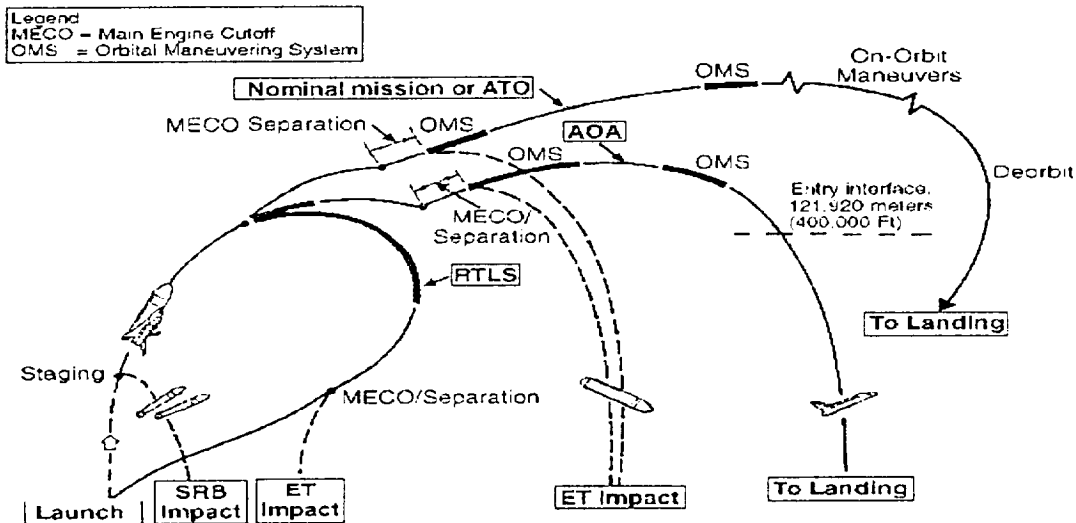 Legend
MECO – Main Engine Cutoff
OMS = Orbital Maneuvering System
On-Orbit
Maneuvers
OMS
Nominal mission or ATO
MECO Separation
OMS
AOA
OMS
OMS
Deorbit
Entry interface.
121.920 meters
(400.000 Ft)
MECO/
Separation
RTLS
To Landing
Staging
MECO/Separation
Launch
SRB
Impact
ET
Impact
ET Impact
To Landing